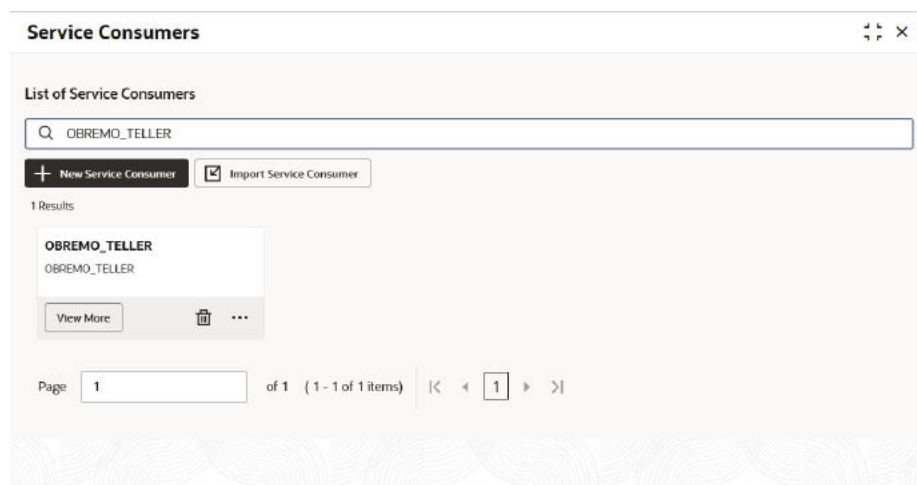 Service Consumers
List of Service Consumers
OBREMO_TELLER
New Service Consumer Import Service Consumer
1 Results
OBREMO_TELLER
OBREMO_TELLER
View More
Page 1 of 1 ( 1 - 1 of 1 items) 1